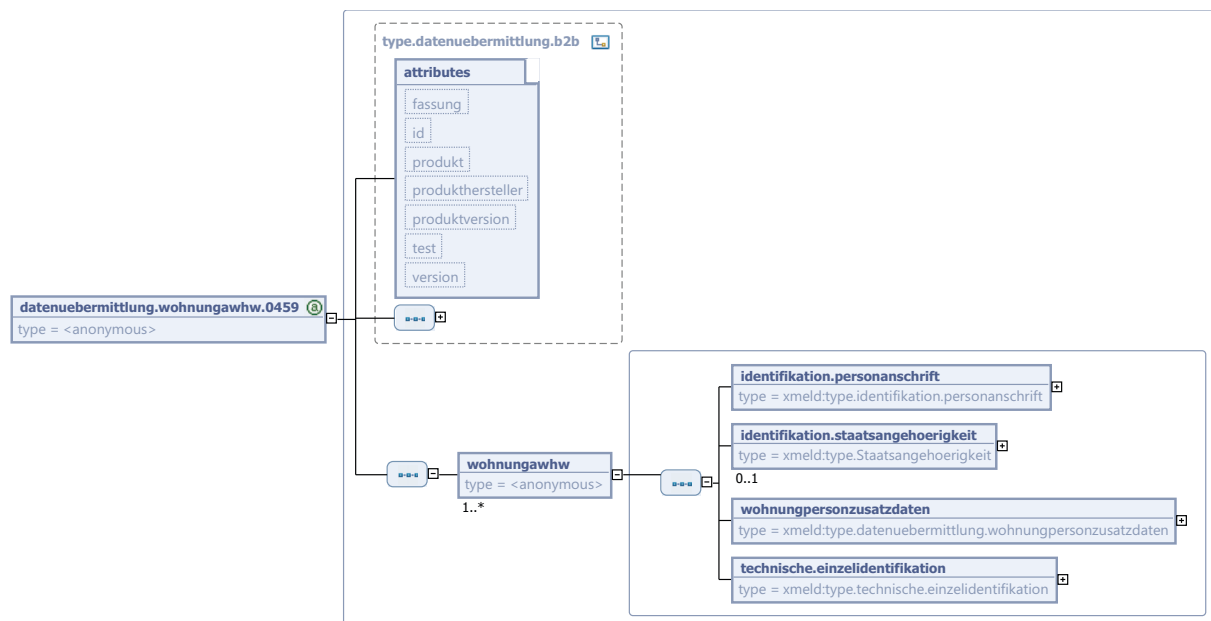 type.datenuebermittlung.b2b
attributes
fassung
id
produkt
produkthersteller
produktversion
test
version
datenuebermittlung.wohnungawhw.0459 a
type = <anonymous>
wohnungawhw
type = <anonymous>
1..*
identifikation.personanschrift
type = xmeld:type.identifikation.personanschrift
identifikation.staatsangehoerigkeit
type = xmeld:type.Staatsangehoerigkeit
0..1
wohnungpersonzusatzdaten
type = xmeld:type.datenuebermittlung.wohnungpersonzusatzdaten
technische.einzelidentifikation
type = xmeld:type.technische.einzelidentifikation